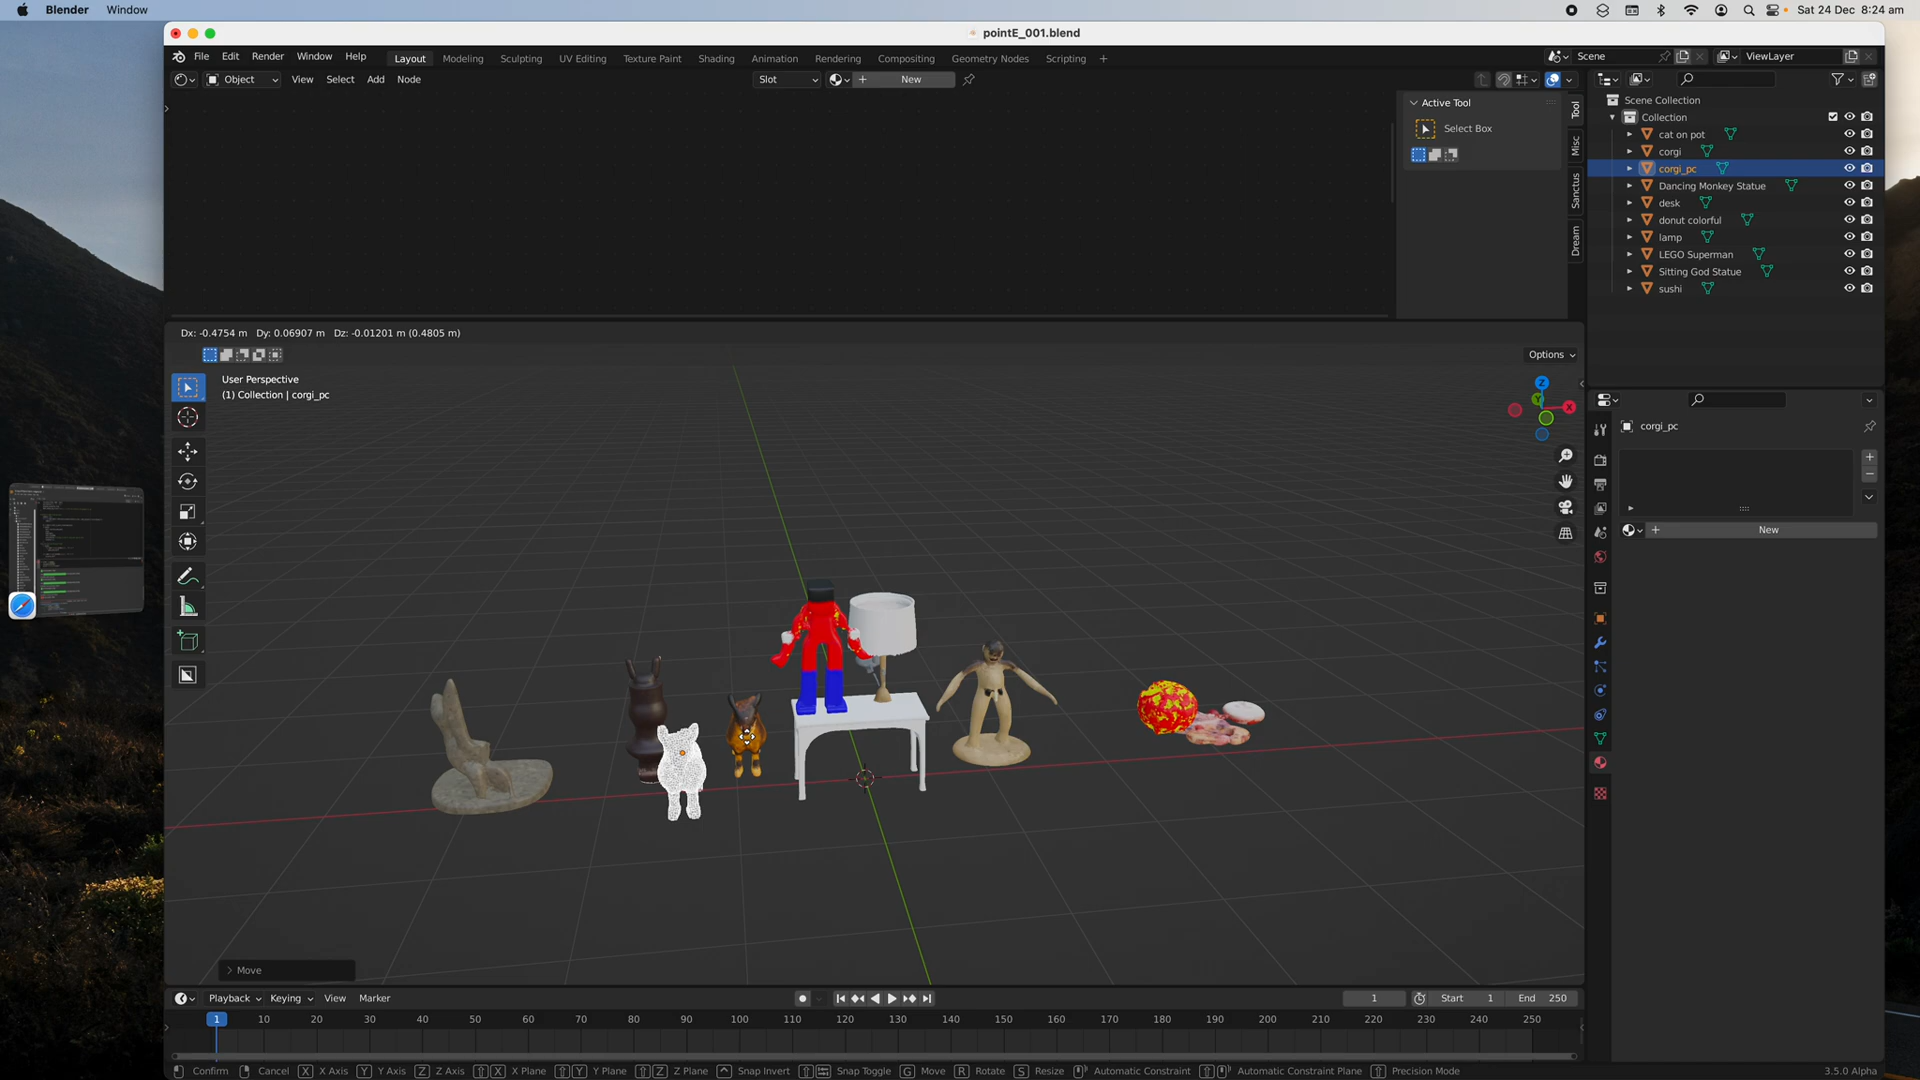 Blender Window Sat 24 Dec 8:24 am
pointE_001.blend
File Edit Render Window Help Layout Modeling Sculpting UV Editing Texture Paint Shading Animation Rendering Compositing Geometry Nodes Scripting + Scene ViewLayer
Object View Select Add Node Slot New
Active Tool
Select Box
Tool
Misc
Sanctus
Dream
Scene Collection
Collection
cat on pot
corgi
corgi_pc
Dancing Monkey Statue
desk
donut colorful
lamp
LEGO Superman
Sitting God Statue
sushi
Dx: -0.4754 m Dy: 0.06907 m Dz: -0.01201 m (0.4805 m)
Options
User Perspective
(1) Collection | corgi_pc
Z
Y
X
corgi_pc
New
Move
Playback Keying View Marker 1 Start 1 End 250
1 10 20 30 40 50 60 70 80 90 100 110 120 130 140 150 160 170 180 190 200 210 220 230 240 250
Confirm Cancel X X Axis Y Y Axis Z Z Axis X X Plane Y Y Plane Z Z Plane Snap Invert Snap Toggle G Move R Rotate S Resize Automatic Constraint Automatic Constraint Plane Precision Mode 3.5.0 Alpha